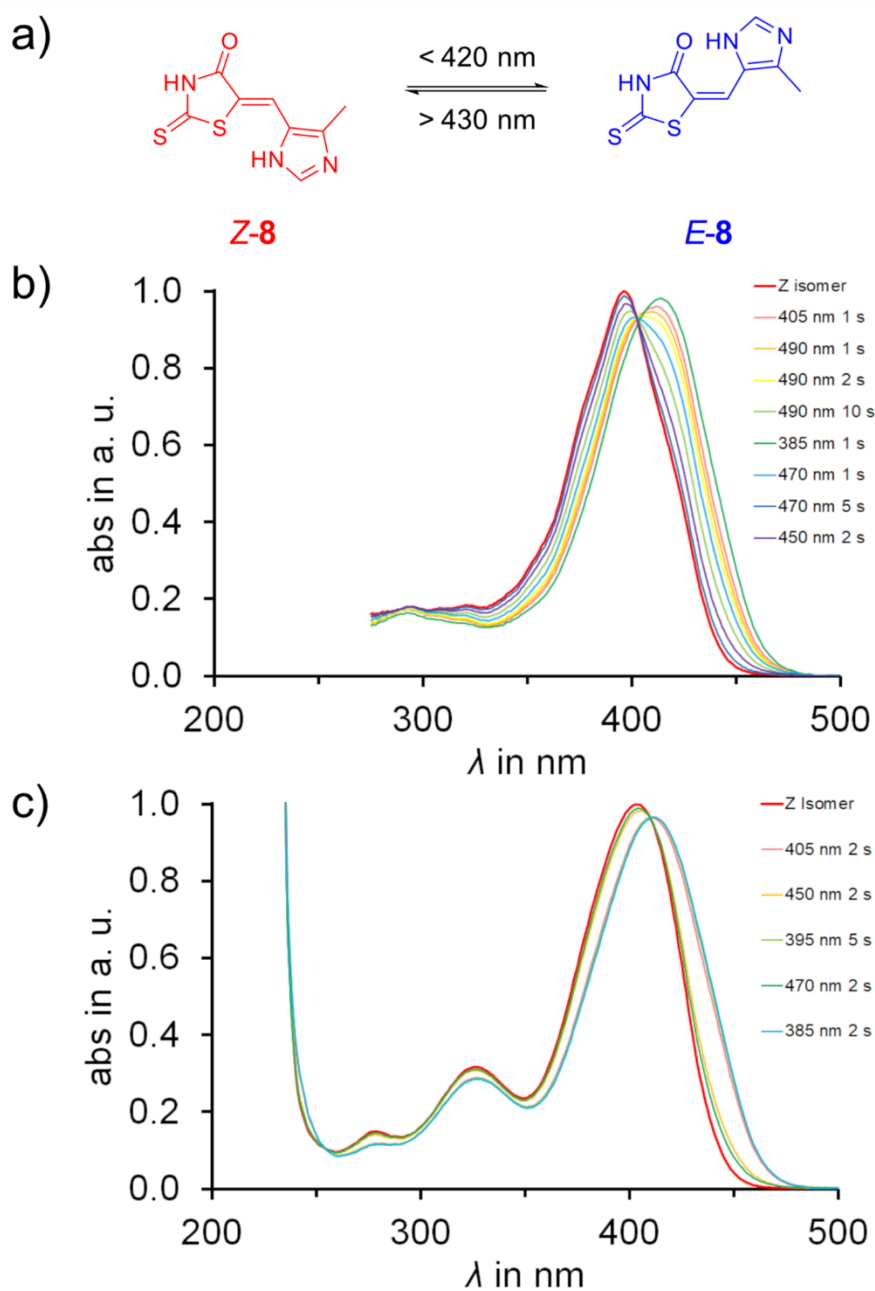 a)
O
NH
S
S
HN
N
< 420 nm
> 430 nm
O
HN
N
NH
S
S
Z-8
E-8
b)
abs in a. u.
1.0
0.8
0.6
0.4
0.2
0.0
200
300
400
500
λ in nm
Z isomer
405 nm 1 s
490 nm 1 s
490 nm 2 s
490 nm 10 s
385 nm 1 s
470 nm 1 s
470 nm 5 s
450 nm 2 s
c)
abs in a. u.
1.0
0.8
0.6
0.4
0.2
0.0
200
300
400
500
λ in nm
Z Isomer
405 nm 2 s
450 nm 2 s
395 nm 5 s
470 nm 2 s
385 nm 2 s